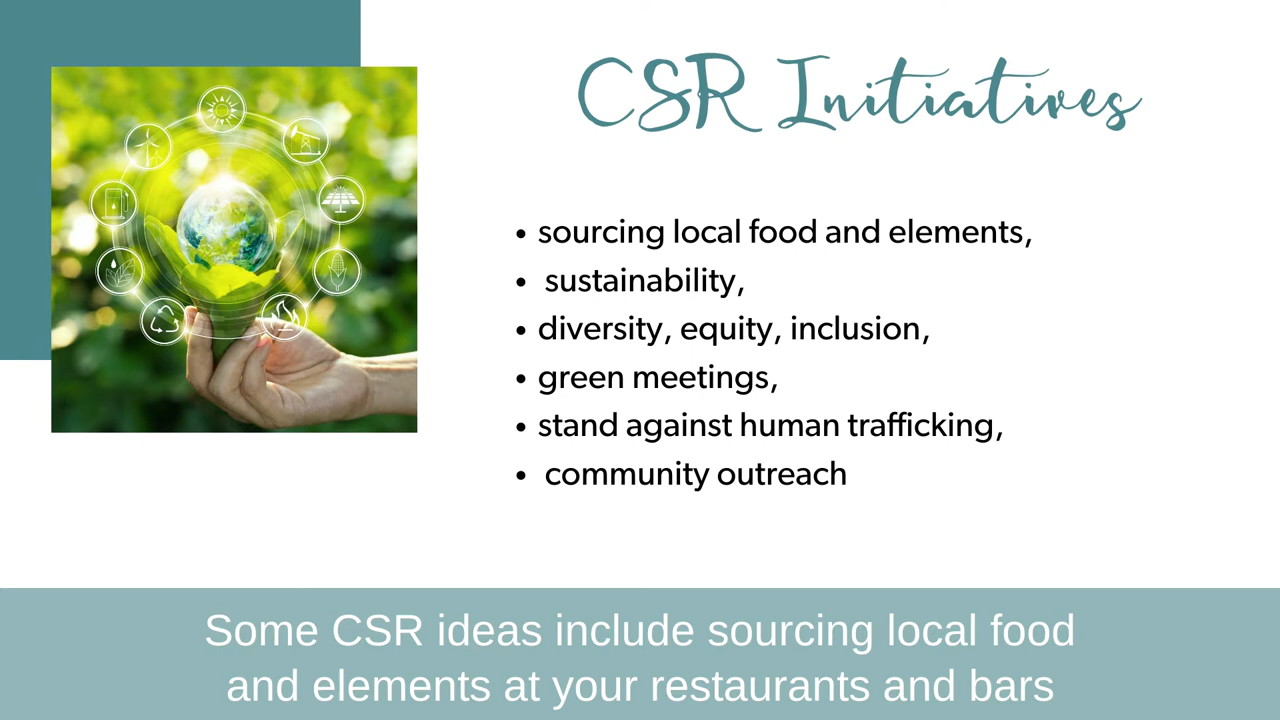 CSR Initiatives
• sourcing local food and elements,
• sustainability,
• diversity, equity, inclusion,
• green meetings,
• stand against human trafficking,
• community outreach
Some CSR ideas include sourcing local food
and elements at your restaurants and bars